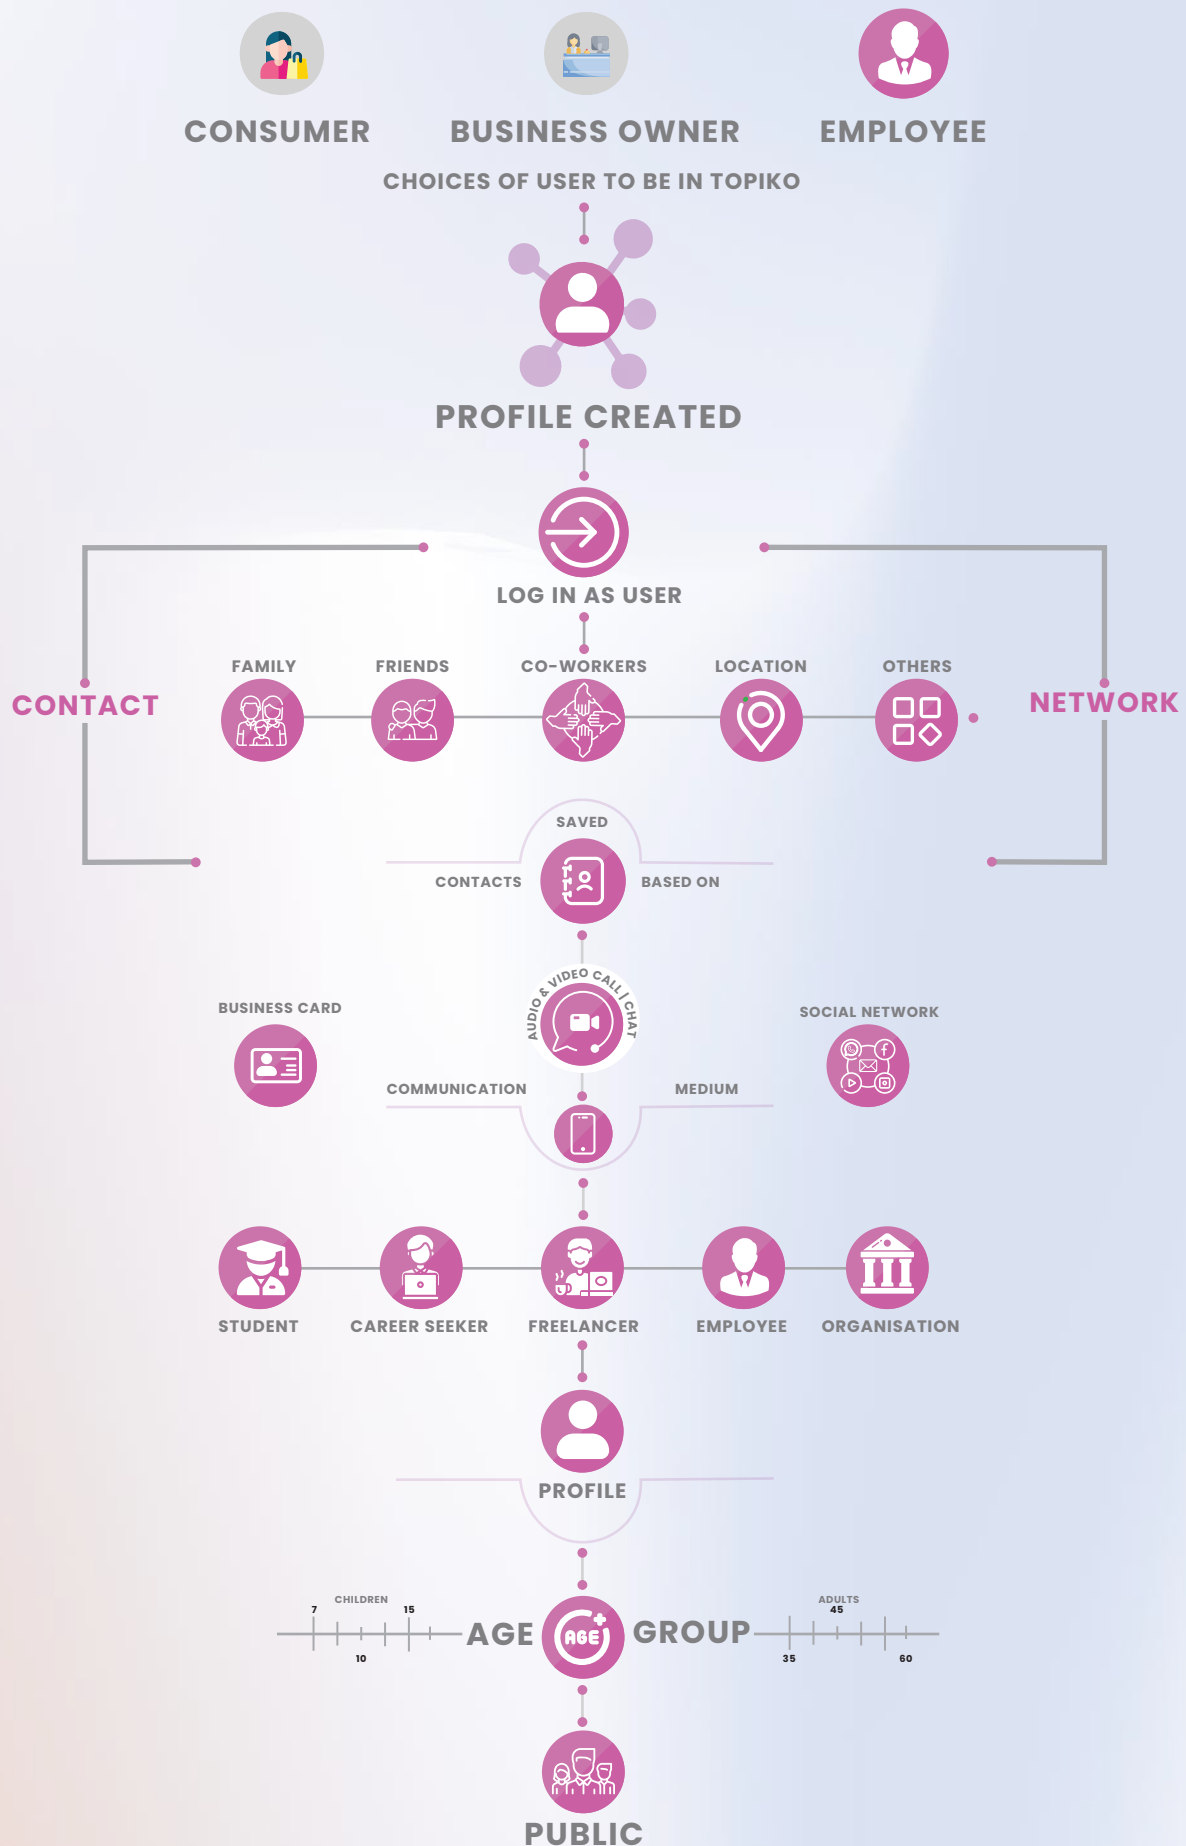 CONSUMER
BUSINESS OWNER
EMPLOYEE
CHOICES OF USER TO BE IN TOPIKO
PROFILE CREATED
LOG IN AS USER
CONTACT
NETWORK
FAMILY
FRIENDS
CO-WORKERS
LOCATION
OTHERS
SAVED
CONTACTS
BASED ON
AUDIO & VIDEO CALL / CHAT
BUSINESS CARD
SOCIAL NETWORK
COMMUNICATION
MEDIUM
STUDENT
CAREER SEEKER
FREELANCER
EMPLOYEE
ORGANISATION
PROFILE
CHILDREN
7
15
10
AGE
AGE
GROUP
ADULTS
45
35
60
PUBLIC